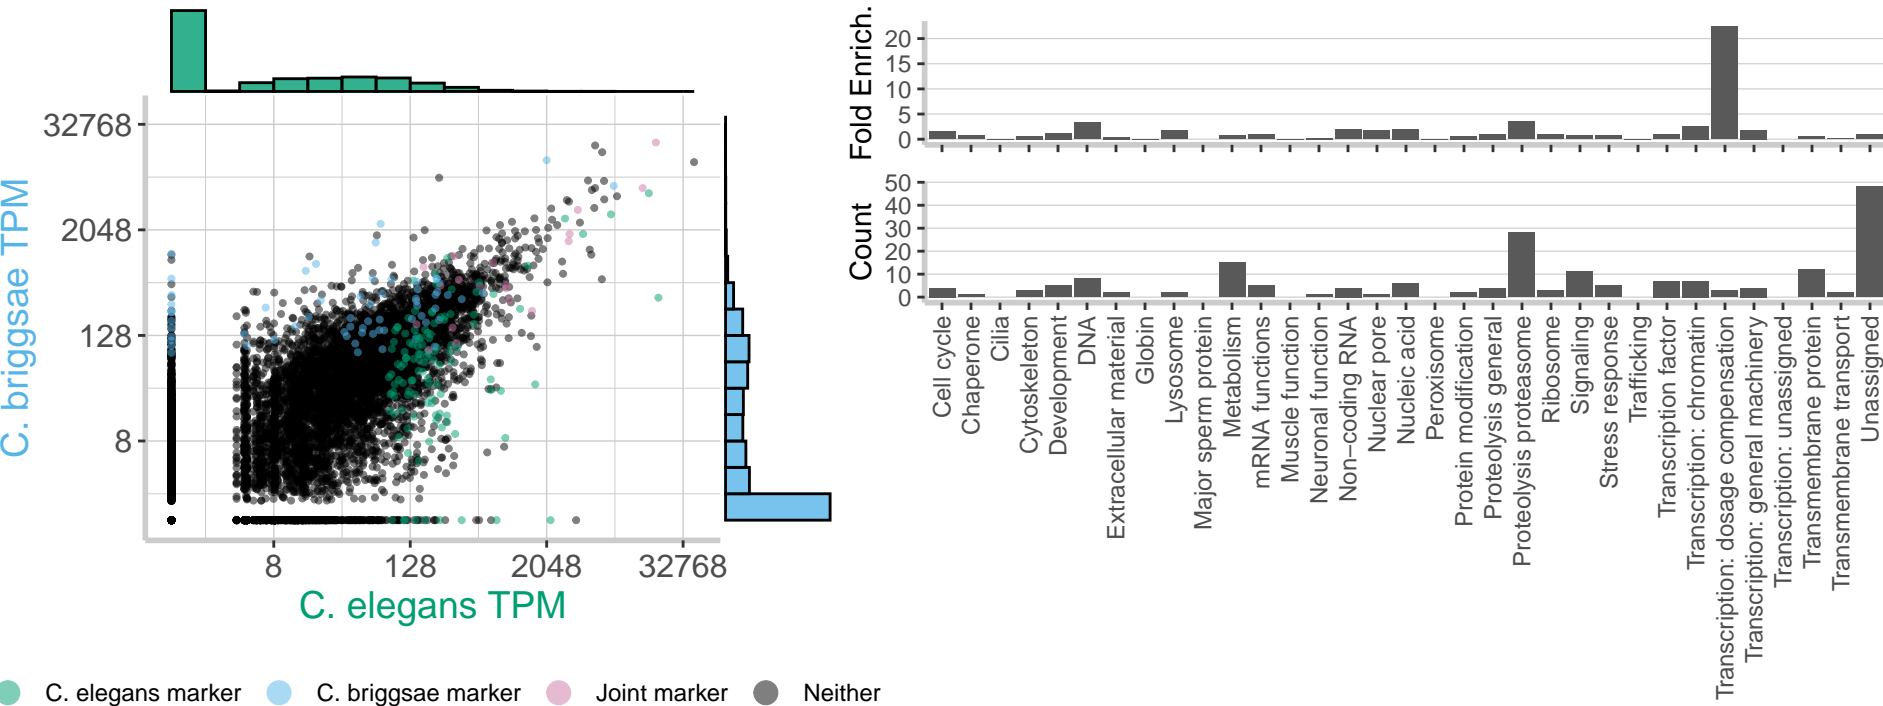 32768
2048
128
8
C. briggsae TPM
8
128
2048
32768
C. elegans TPM
C. elegans marker
C. briggsae marker
Joint marker
Neither
Fold Enrich.
20
15
10
5
0
Count
50
40
30
20
10
0
Cell cycle
Chaperone
Cilia
Cytoskeleton
Development
DNA
Extracellular material
Globin
Lysosome
Major sperm protein
Metabolism
mRNA functions
Muscle function
Neuronal function
Non−coding RNA
Nuclear pore
Nucleic acid
Peroxisome
Protein modification
Proteolysis general
Proteolysis proteasome
Ribosome
Signaling
Stress response
Trafficking
Transcription factor
Transcription: chromatin
Transcription: dosage compensation
Transcription: general machinery
Transcription: unassigned
Transmembrane protein
Transmembrane transport
Unassigned